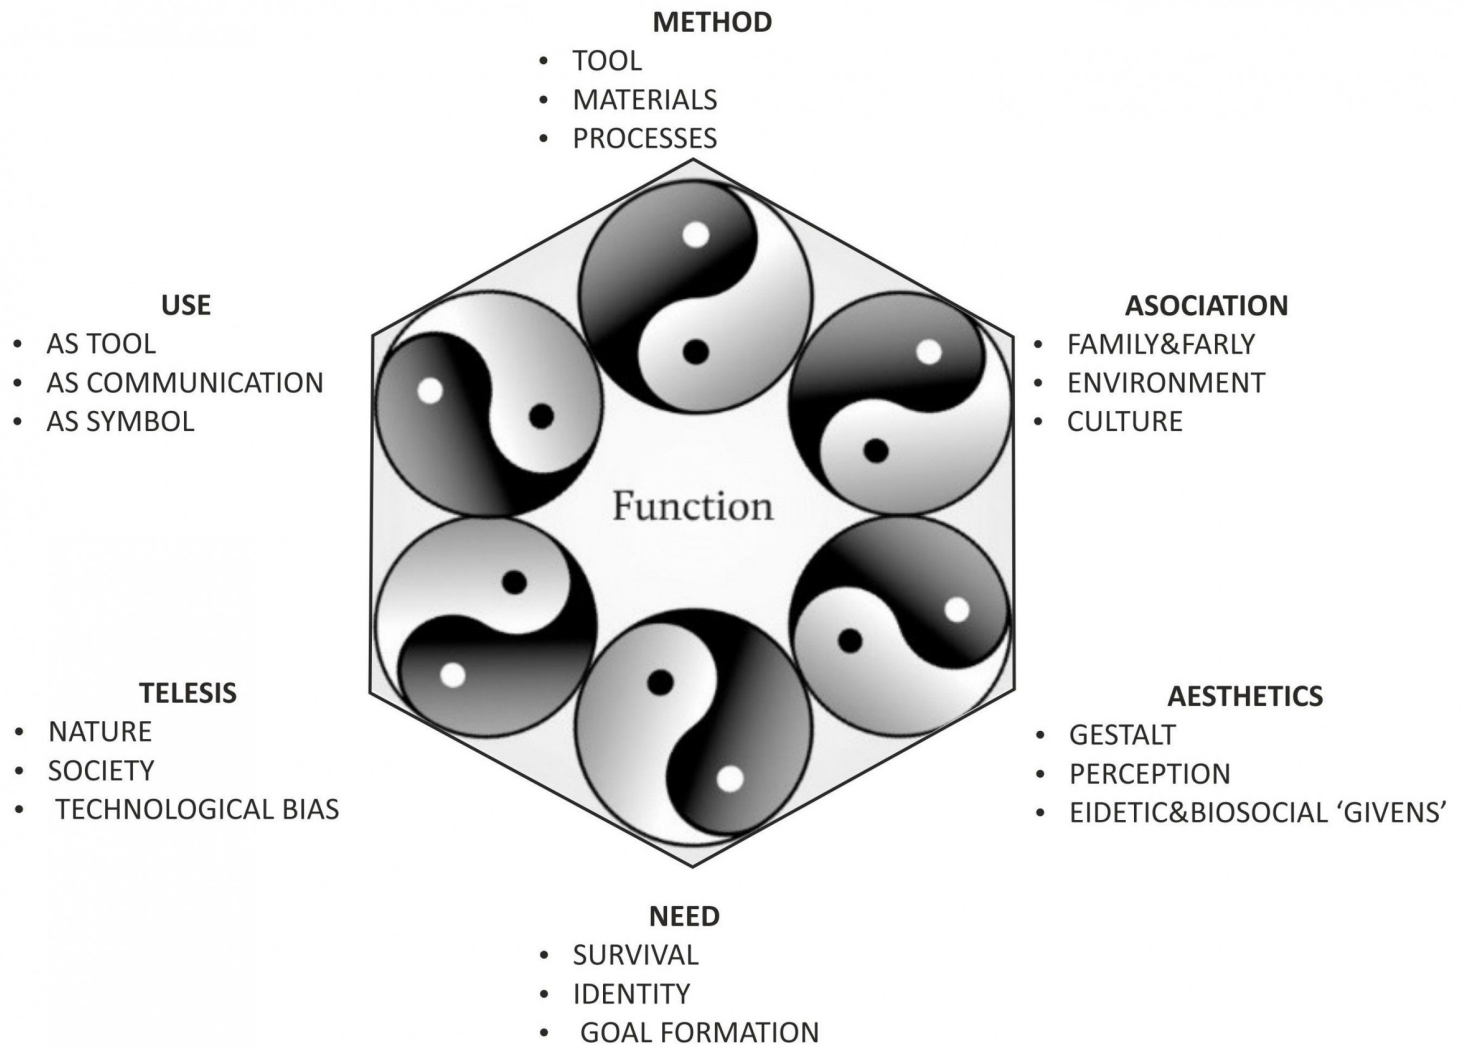 METHOD
• TOOL
• MATERIALS
• PROCESSES
USE
• AS TOOL
• AS COMMUNICATION
• AS SYMBOL
ASOCIATION
• FAMILY&FARLY
• ENVIRONMENT
• CULTURE
Function
TELESIS
• NATURE
• SOCIETY
• TECHNOLOGICAL BIAS
AESTHETICS
• GESTALT
• PERCEPTION
• EIDETIC&BIOSOCIAL ‘GIVENS’
NEED
• SURVIVAL
• IDENTITY
• GOAL FORMATION